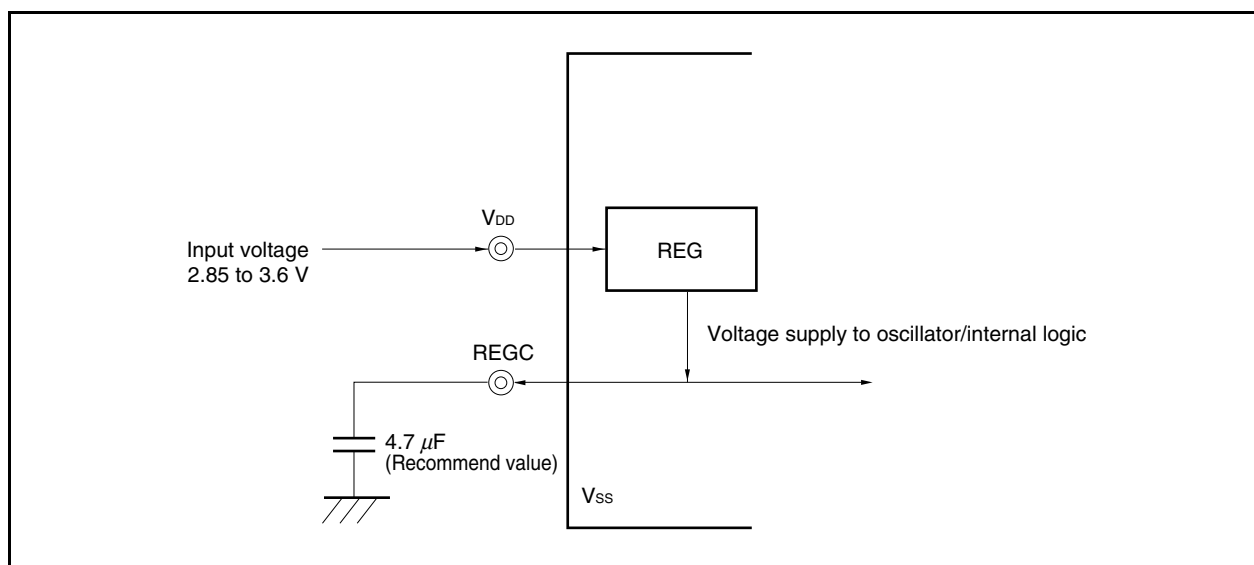 VDD
Input voltage
2.85 to 3.6 V
REG
Voltage supply to oscillator/internal logic
REGC
4.7 μF
(Recommend value)
VSS